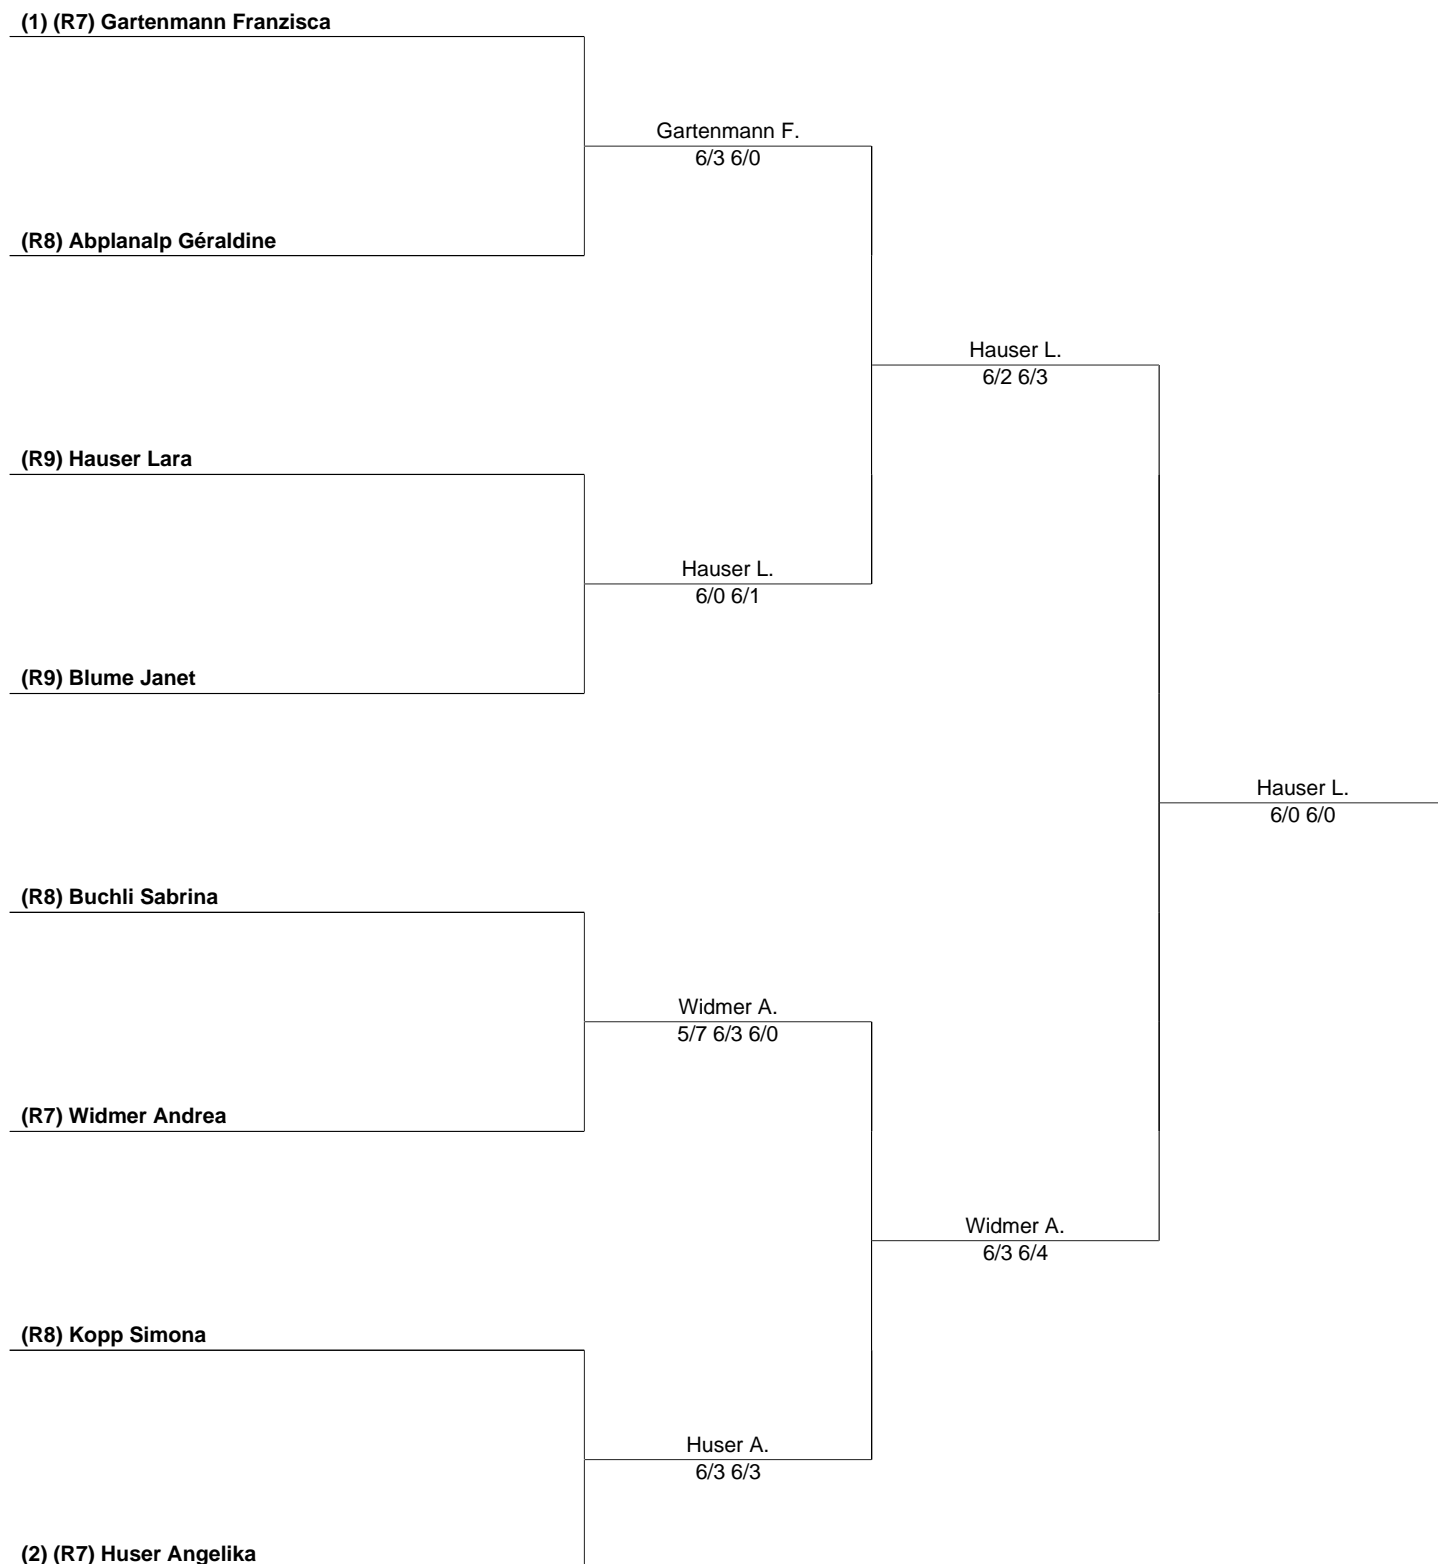 (1) (R7) Gartenmann Franzisca
Gartenmann F.
6/3 6/0
(R8) Abplanalp Géraldine
Hauser L.
6/2 6/3
(R9) Hauser Lara
Hauser L.
6/0 6/1
(R9) Blume Janet
Hauser L.
6/0 6/0
(R8) Buchli Sabrina
Widmer A.
5/7 6/3 6/0
(R7) Widmer Andrea
Widmer A.
6/3 6/4
(R8) Kopp Simona
Huser A.
6/3 6/3
(2) (R7) Huser Angelika